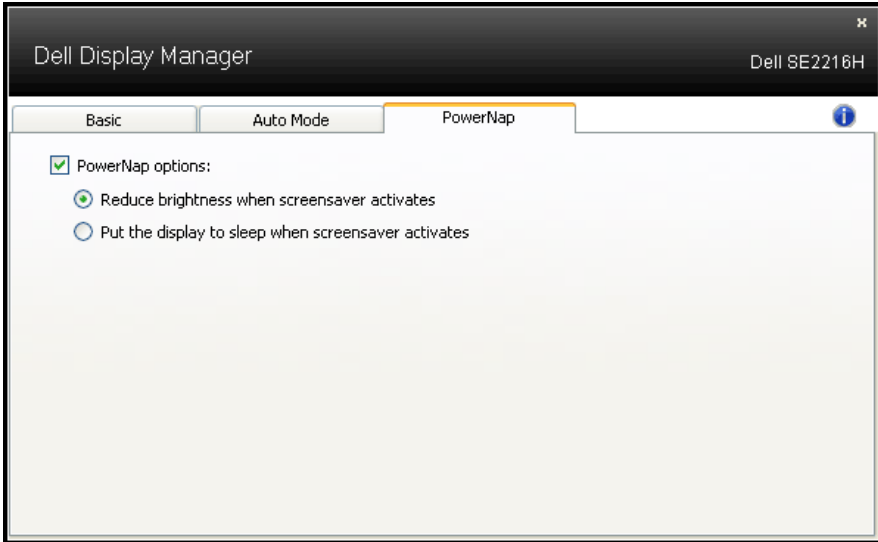 Dell Display Manager
Dell SE2216H
Basic
Auto Mode
PowerNap
PowerNap options:
Reduce brightness when screensaver activates
Put the display to sleep when screensaver activates